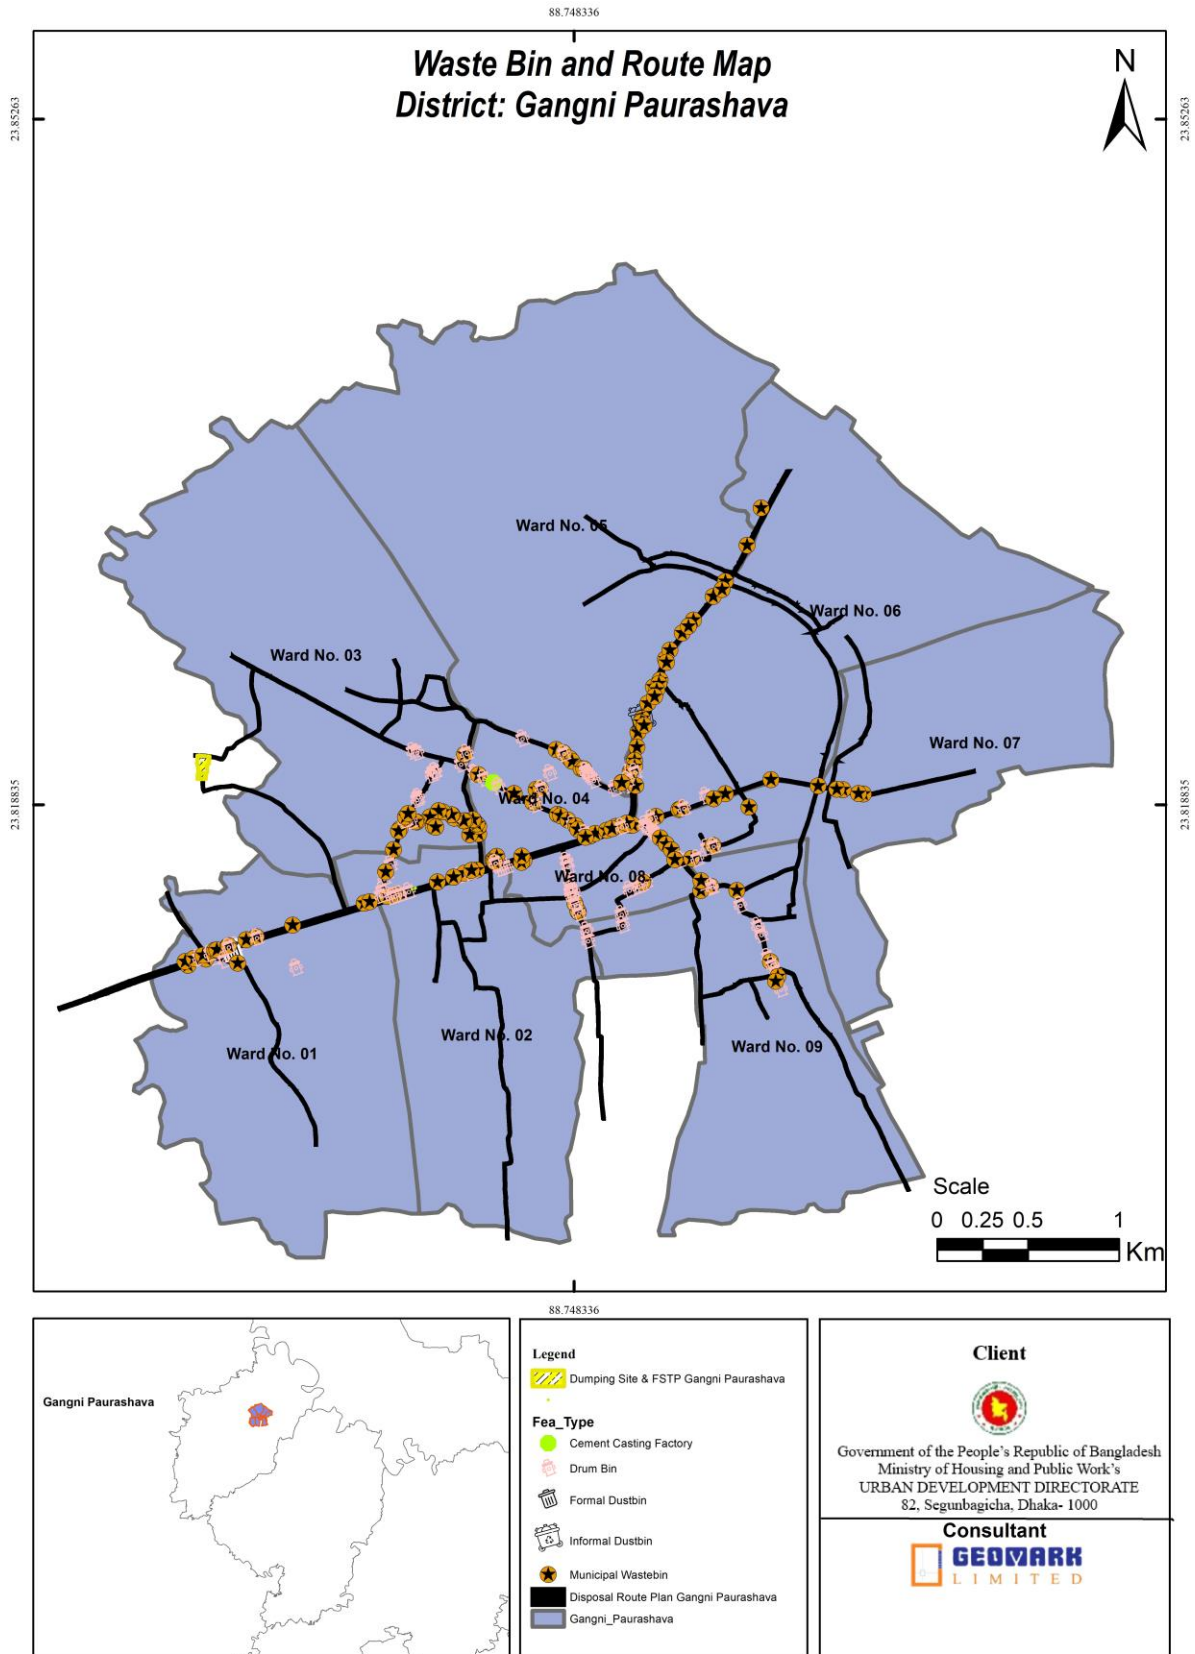 88.748336
Waste Bin and Route Map
District: Gangni Paurashava
N
23.85263
23.85263
Ward No. 05
Ward No. 06
Ward No. 03
Ward No. 07
Ward No. 04
23.818835
23.818835
Ward No. 08
Ward No. 02
Ward No. 01
Ward No. 09
Scale
0 0.25 0.5 1
Km
88.748336
Gangni Paurashava
Legend
Dumping Site & FSTP Gangni Paurashava
Fea_Type
Cement Casting Factory
Drum Bin
Formal Dustbin
Informal Dustbin
Municipal Wastebin
Disposal Route Plan Gangni Paurashava
Gangni_Paurashava
Client
Government of the People's Republic of Bangladesh
Ministry of Housing and Public Work's
URBAN DEVELOPMENT DIRECTORATE
82, Segunbagicha, Dhaka- 1000
Consultant
GEOMARK
LIMITED